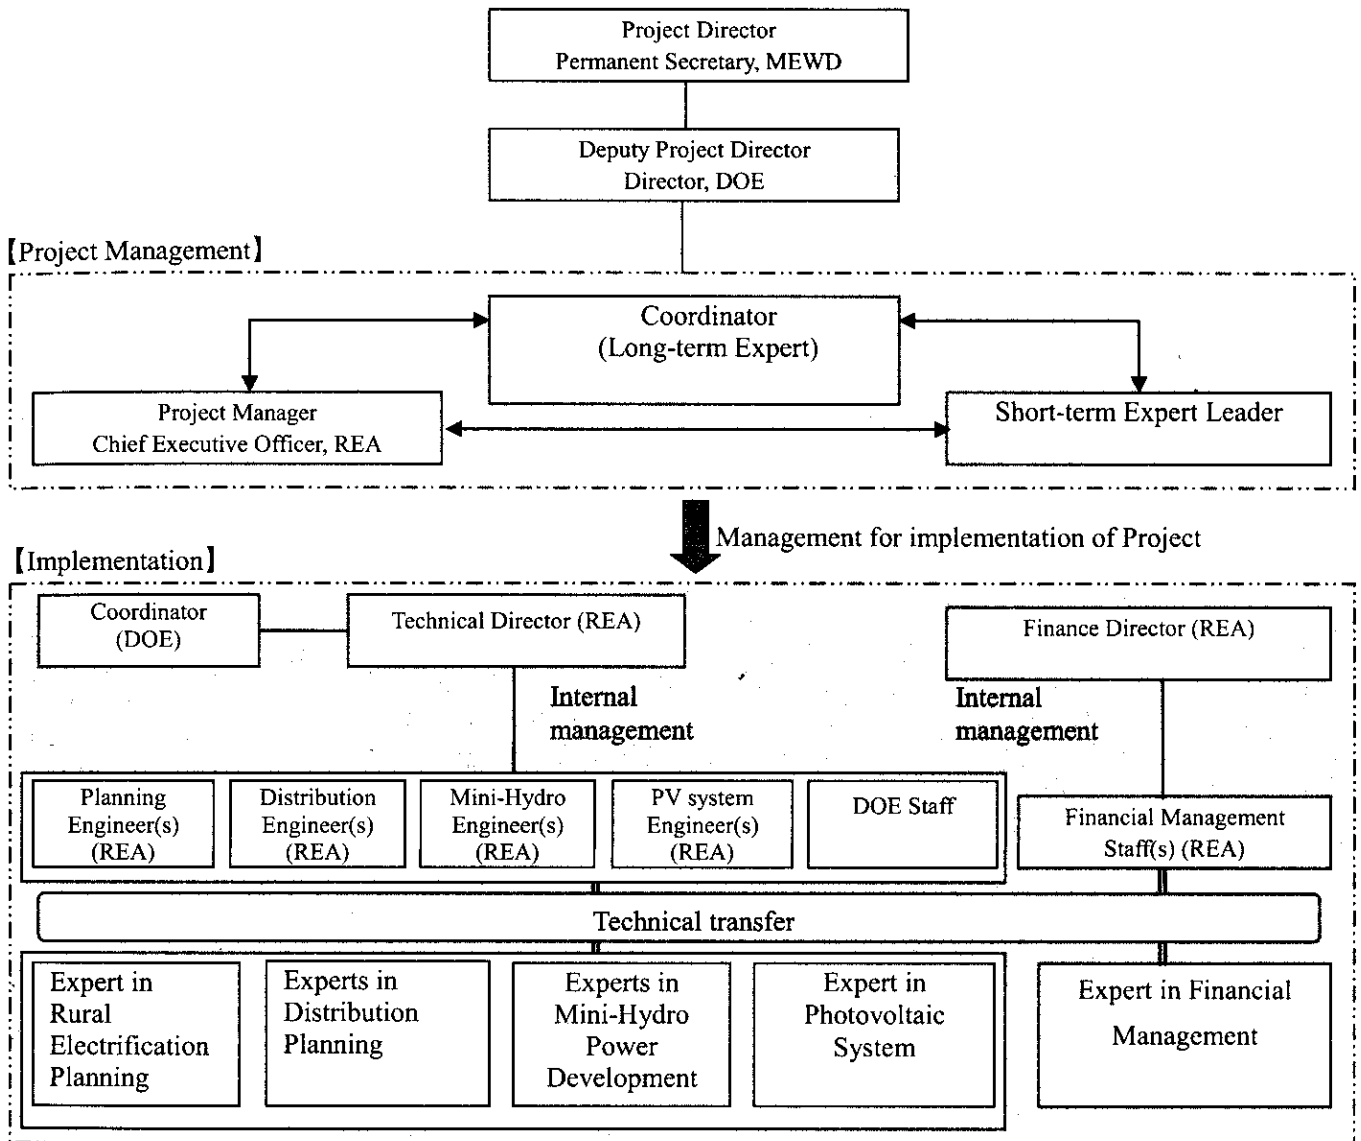 Project Director
Permanent Secretary, MEWD
Deputy Project Director
Director, DOE
【Project Management】
Coordinator
(Long-term Expert)
Project Manager
Chief Executive Officer, REA
Short-term Expert Leader
Management for implementation of Project
【Implementation】
Coordinator
(DOE)
Technical Director (REA)
Finance Director (REA)
Internal
management
Internal
management
Planning
Engineer(s)
(REA)
Distribution
Engineer(s)
(REA)
Mini-Hydro
Engineer(s)
(REA)
PV system
Engineer(s)
(REA)
DOE Staff
Financial Management
Staff(s) (REA)
Technical transfer
Expert in
Rural
Electrification
Planning
Experts in
Distribution
Planning
Experts in
Mini-Hydro
Power
Development
Expert in
Photovoltaic
System
Expert in Financial
Management